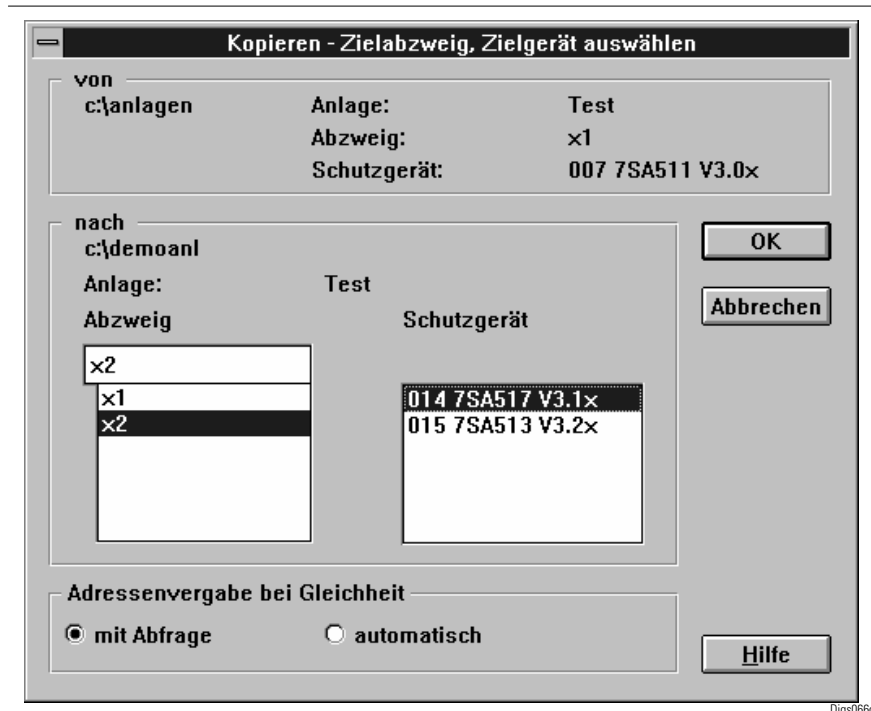 Kopieren - Zielabzweig, Zielgerät auswählen
von
c:\anlagen Anlage: Test
Abzweig: x1
Schutzgerät: 007 7SA511 V3.0x
nach
c:\demoanl
Anlage: Test
Abzweig Schutzgerät
x2
x1 014 7SA517 V3.1x
x2 015 7SA513 V3.2x
OK
Abbrechen
Adressenvergabe bei Gleichheit
mit Abfrage automatisch
Hilfe